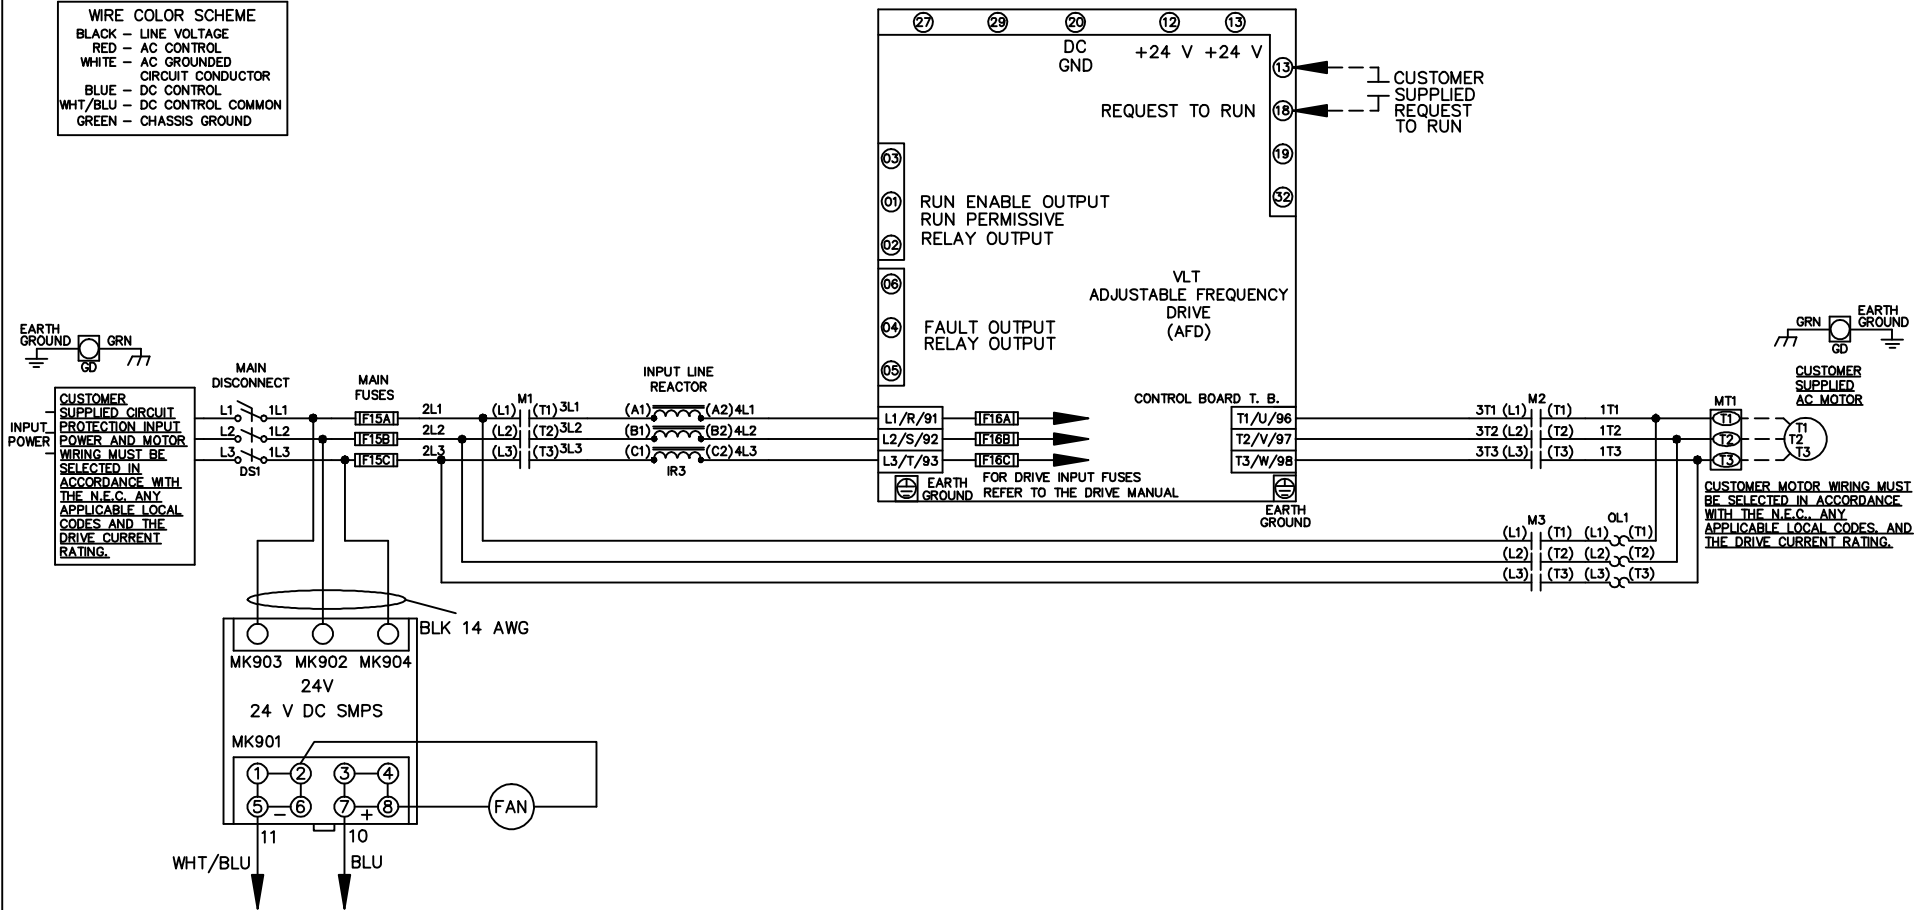 WIRE COLOR SCHEME
BLACK – LINE VOLTAGE
RED – AC CONTROL
WHITE – AC GROUNDED
CIRCUIT CONDUCTOR
BLUE – DC CONTROL
WHT/BLU – DC CONTROL COMMON
GREEN – CHASSIS GROUND
27 29 20 12 13
DC
GND
+24 V +24 V
13
18
19
32
REQUEST TO RUN
CUSTOMER
SUPPLIED
REQUEST
TO RUN
03
01
02
RUN ENABLE OUTPUT
RUN PERMISSIVE
RELAY OUTPUT
06
04
05
FAULT OUTPUT
RELAY OUTPUT
VLT
ADJUSTABLE FREQUENCY
DRIVE
(AFD)
CONTROL BOARD T. B.
EARTH
GROUND
GRN
GD
INPUT
POWER
CUSTOMER
SUPPLIED CIRCUIT
PROTECTION INPUT
POWER AND MOTOR
WIRING MUST BE
SELECTED IN
ACCORDANCE WITH
THE N.E.C. ANY
APPLICABLE LOCAL
CODES AND THE
DRIVE CURRENT
RATING.
MAIN
DISCONNECT
L1 1L1
L2 1L2
L3 1L3
DS1
MAIN
FUSES
F15A
F15B
F15C
2L1
2L2
2L3
M1
(L1) (T1) 3L1
(L2) (T2) 3L2
(L3) (T3) 3L3
INPUT LINE
REACTOR
(A1) (A2) 4L1
(B1) (B2) 4L2
(C1) (C2) 4L3
IR3
L1/R/91
L2/S/92
L3/T/93
F16A
F16B
F16C
EARTH
GROUND
FOR DRIVE INPUT FUSES
REFER TO THE DRIVE MANUAL
T1/U/96
T2/V/97
T3/W/98
EARTH
GROUND
M2
3T1 (L1) (T1) 1T1
3T2 (L2) (T2) 1T2
3T3 (L3) (T3) 1T3
MT1
T1
T2
T3
T1
T2
T3
GRN
EARTH
GROUND
GD
CUSTOMER
SUPPLIED
AC MOTOR
CUSTOMER MOTOR WIRING MUST
BE SELECTED IN ACCORDANCE
WITH THE N.E.C., ANY
APPLICABLE LOCAL CODES, AND
THE DRIVE CURRENT RATING.
M3 OL1
(L1) (T1) (L1) (T1)
(L2) (T2) (L2) (T2)
(L3) (T3) (L3) (T3)
BLK 14 AWG
MK903 MK902 MK904
24V
24 V DC SMPS
MK901
1 2 3 4
5 – 6 7 + 8
FAN
11 10
WHT/BLU BLU